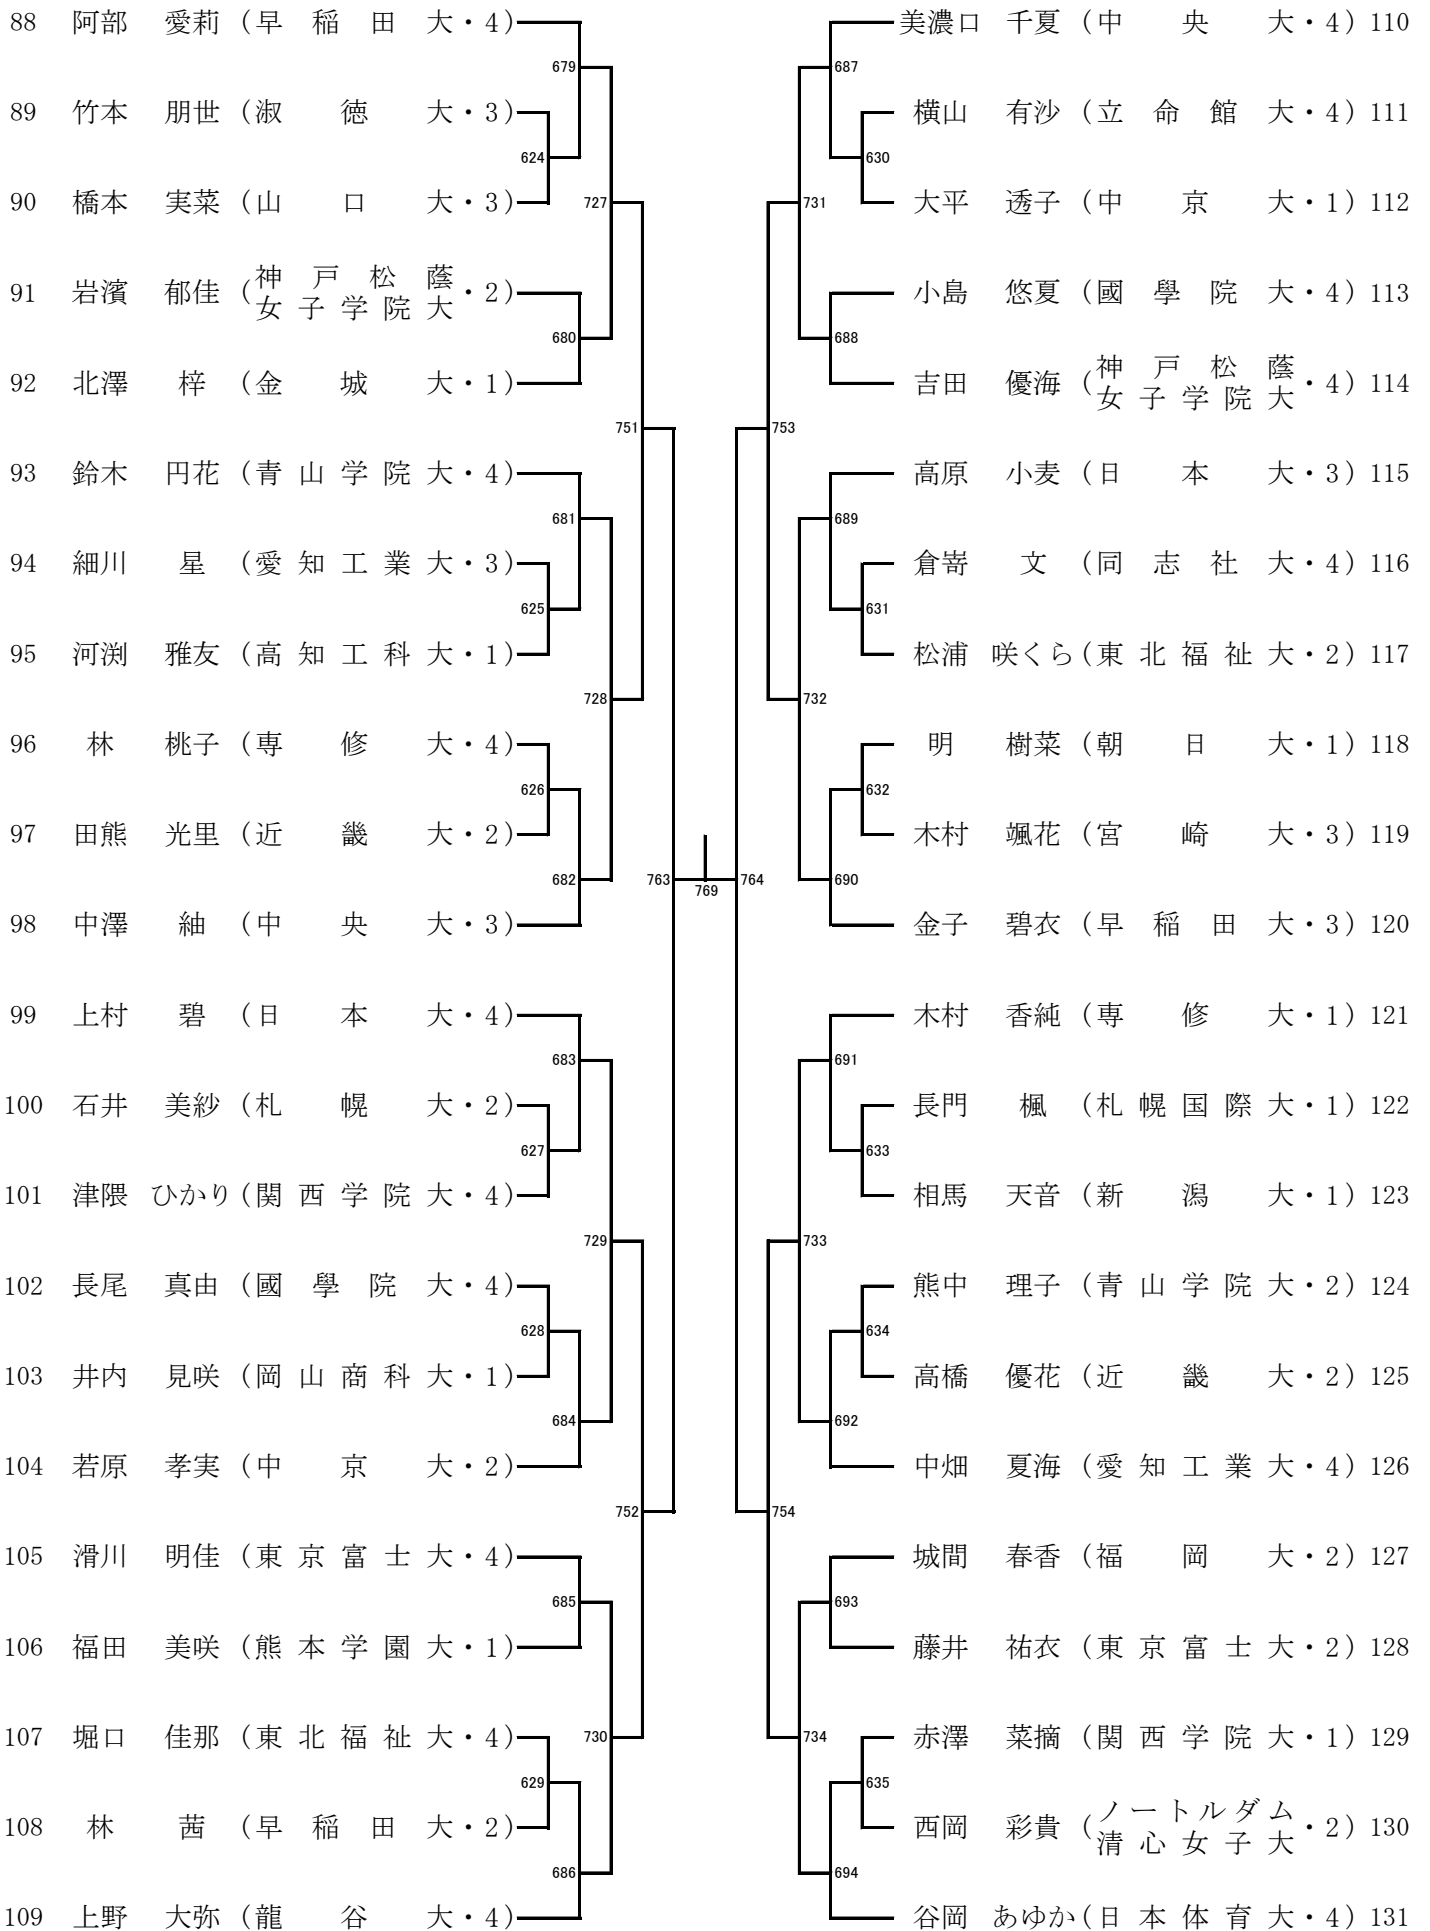 88 阿部 愛莉 (早稲田大・4)
89 竹本 朋世 (淑徳大・3)
90 橋本 実菜 (山口大・3)
91 岩濱 郁佳 (神戸松蔭女子学院大・2)
92 北澤 梓 (金城大・1)
93 鈴木 円花 (青山学院大・4)
94 細川 星 (愛知工業大・3)
95 河渕 雅友 (高知工科大・1)
96 林 桃子 (専修大・4)
97 田熊 光里 (近畿大・2)
98 中澤 紬 (中央大・3)
99 上村 碧 (日本大・4)
100 石井 美紗 (札幌大・2)
101 津隈 ひかり (関西学院大・4)
102 長尾 真由 (國學院大・4)
103 井内 見咲 (岡山商科大・1)
104 若原 孝実 (中京大・2)
105 滑川 明佳 (東京富士大・4)
106 福田 美咲 (熊本学園大・1)
107 堀口 佳那 (東北福祉大・4)
108 林 茜 (早稲田大・2)
109 上野 大弥 (龍谷大・4)
679
624
727
680
751
681
625
728
626
682
763
683
627
729
628
684
752
685
730
629
686
769
687
630
731
688
753
689
631
732
632
764
690
691
633
733
634
692
754
693
734
635
694
美濃口 千夏 (中央大・4) 110
横山 有沙 (立命館大・4) 111
大平 透子 (中京大・1) 112
小島 悠夏 (國學院大・4) 113
吉田 優海 (神戸松蔭女子学院大・4) 114
高原 小麦 (日本大・3) 115
倉嵜 文 (同志社大・4) 116
松浦 咲くら (東北福祉大・2) 117
明 樹菜 (朝日大・1) 118
木村 颯花 (宮崎大・3) 119
金子 碧衣 (早稲田大・3) 120
木村 香純 (専修大・1) 121
長門 楓 (札幌国際大・1) 122
相馬 天音 (新潟大・1) 123
熊中 理子 (青山学院大・2) 124
高橋 優花 (近畿大・2) 125
中畑 夏海 (愛知工業大・4) 126
城間 春香 (福岡大・2) 127
藤井 祐衣 (東京富士大・2) 128
赤澤 菜摘 (関西学院大・1) 129
西岡 彩貴 (ノートルダム清心女子大・2) 130
谷岡 あゆか (日本体育大・4) 131